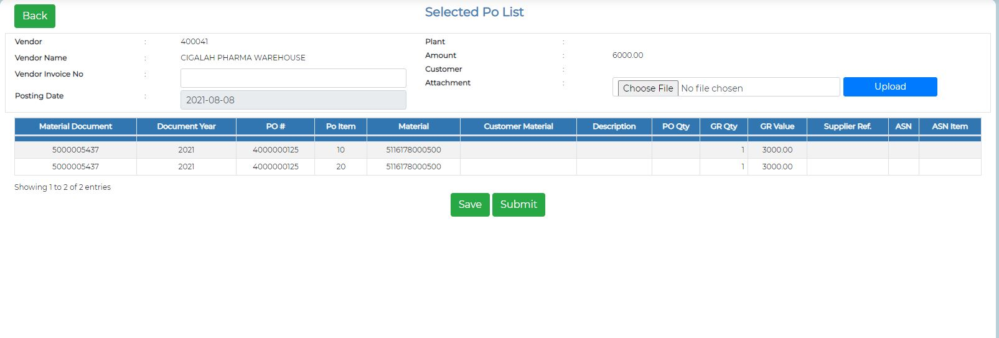 Back
Selected Po List
Vendor : 400041
Vendor Name : CIGALAH PHARMA WAREHOUSE
Vendor Invoice No :
Posting Date : 2021-08-08
Plant :
Amount : 6000.00
Customer :
Attachment : Choose File No file chosen Upload
Material Document Document Year PO # Po Item Material Customer Material Description PO Qty GR Qty GR Value Supplier Ref. ASN ASN Item
5000005437 2021 4000000125 10 5116178000500 1 3000.00
5000005437 2021 4000000125 20 5116178000500 1 3000.00
Showing 1 to 2 of 2 entries
Save Submit